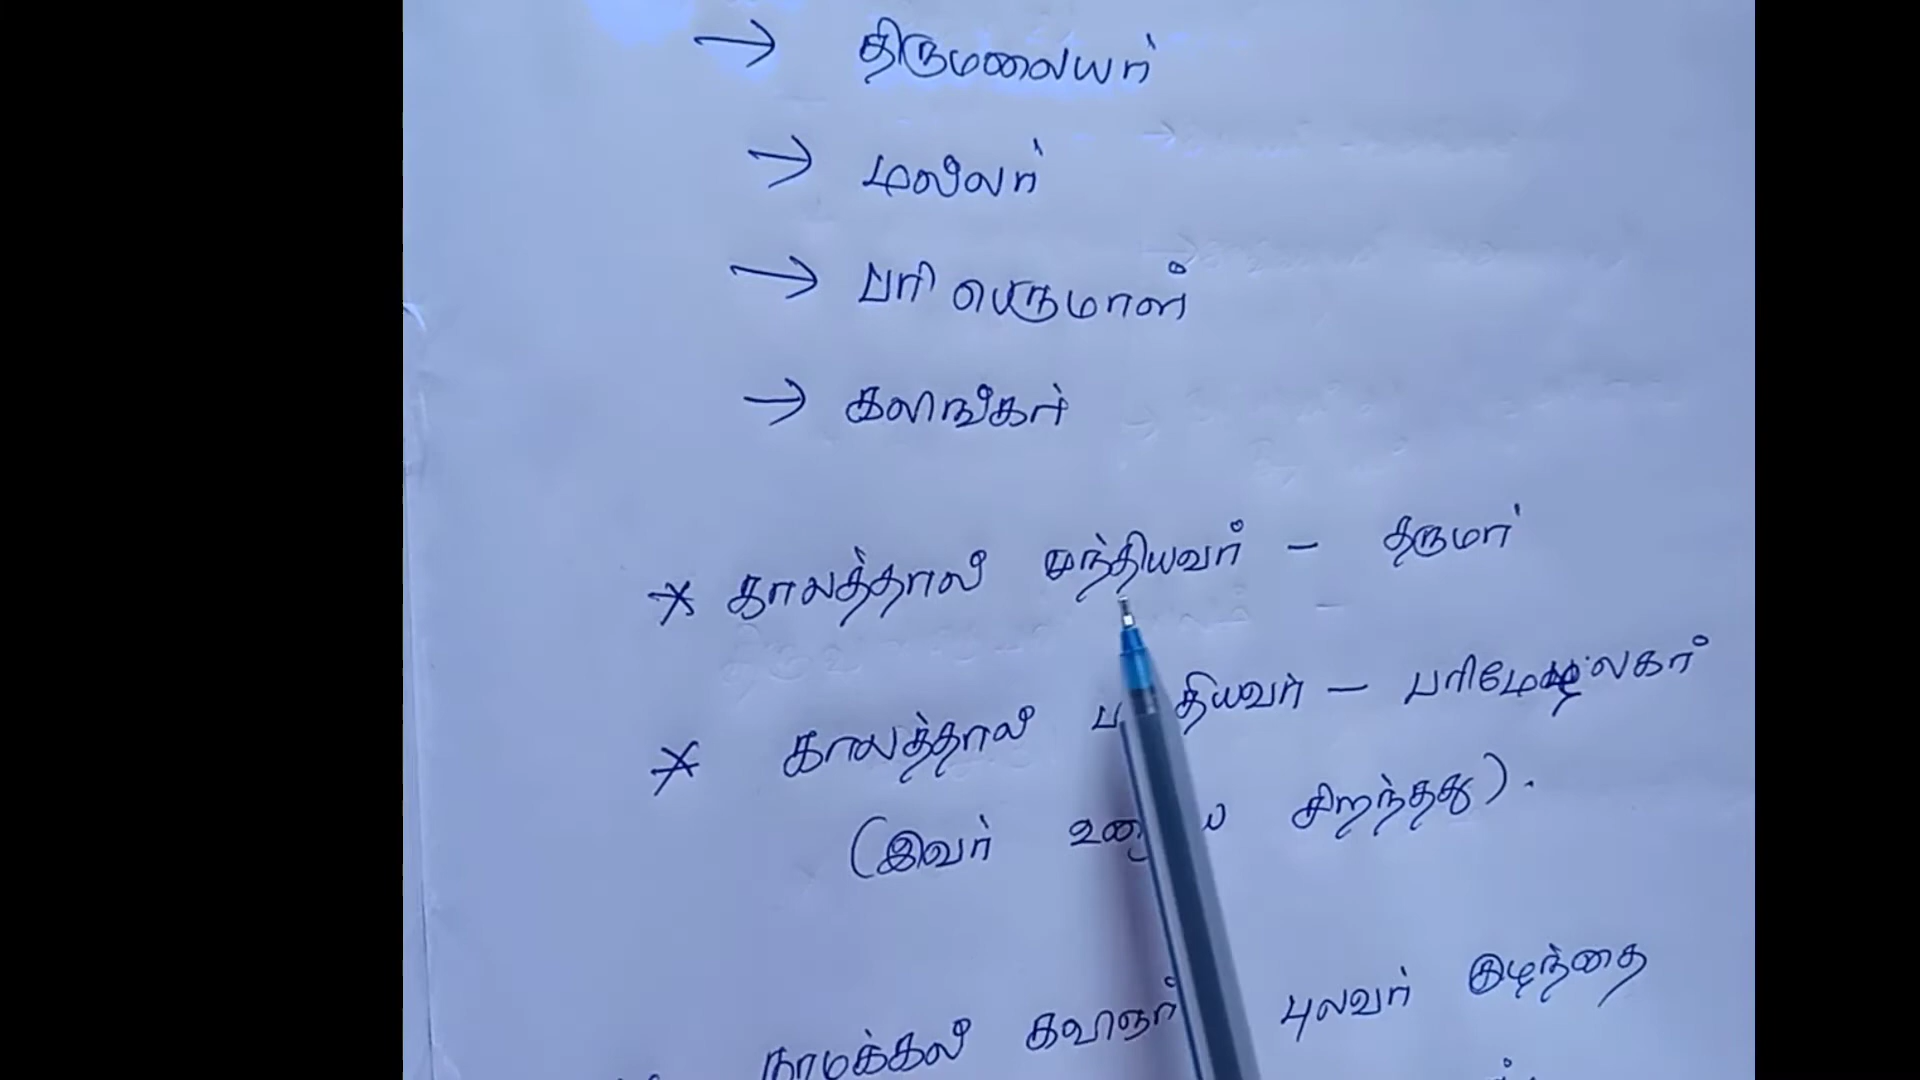 → திருமலையர்
→ மல்லர்
→ பரி பெருமாள்
→ கலிங்கர்
* காலத்தால் முந்தியவர் - தருமர்
* காலத்தால் - பரிமேலழகர்
(இவர் சிறந்தது).
நாமக்கல் கவிஞர் புலவர் குழந்தை